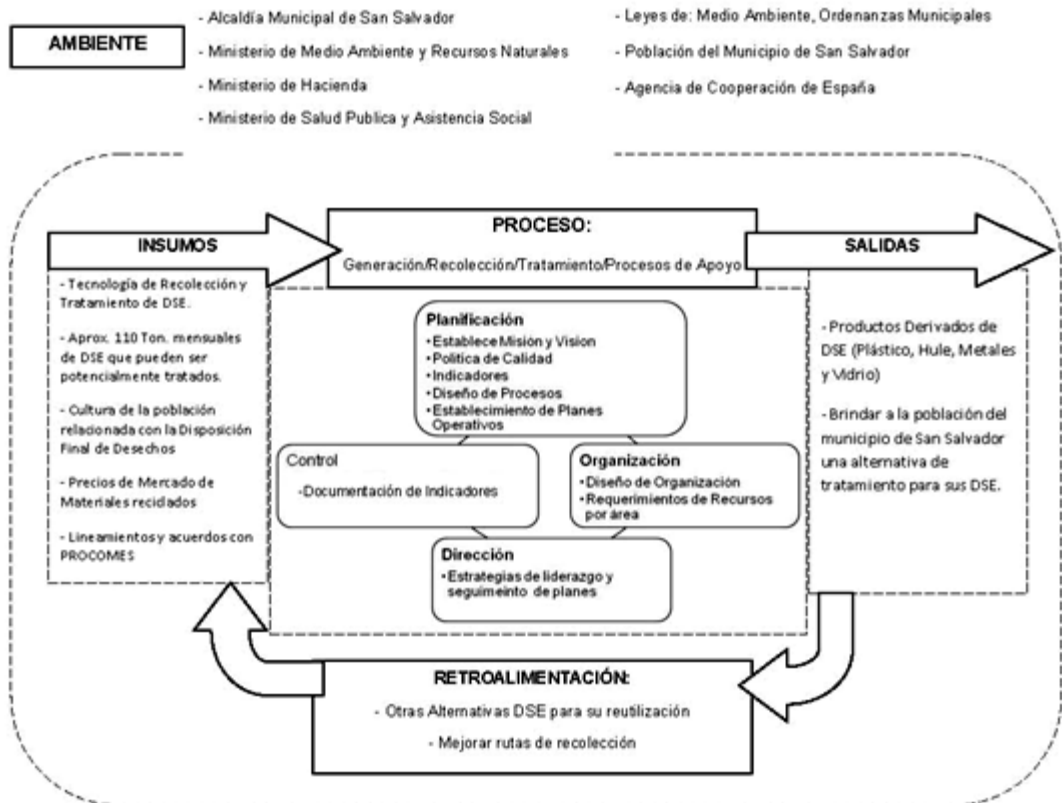 AMBIENTE
- Alcaldía Municipal de San Salvador
- Ministerio de Medio Ambiente y Recursos Naturales
- Ministerio de Hacienda
- Ministerio de Salud Publica y Asistencia Social
- Leyes de: Medio Ambiente, Ordenanzas Municipales
- Población del Municipio de San Salvador
- Agencia de Cooperación de España
INSUMOS
- Tecnología de Recolección y
Tratamiento de DSE.
- Aprox. 110 Ton. mensuales
de DSE que pueden ser
potencialmente tratados.
- Cultura de la población
relacionada con la Disposición
Final de Desechos
- Precios de Mercado de
Materiales reciclados
- Lineamientos y acuerdos con
PROCOMES
PROCESO:
Generación/Recolección/Tratamiento/Procesos de Apoyo
Planificación
• Establece Misión y Vision
• Politica de Calidad
• Indicadores
• Diseño de Procesos
• Establecimiento de Planes
Operativos
Control
-Documentación de Indicadores
Organización
• Diseño de Organización
• Requerimientos de Recursos
por área
Dirección
• Estrategias de liderazgo y
seguimeinto de planes
SALIDAS
- Productos Derivados de
DSE (Plástico, Hule, Metales
y Vidrio)
- Brindar a la población del
municipio de San Salvador
una alternativa de
tratamiento para sus DSE.
RETROALIMENTACIÓN:
- Otras Alternativas DSE para su reutilización
- Mejorar rutas de recolección